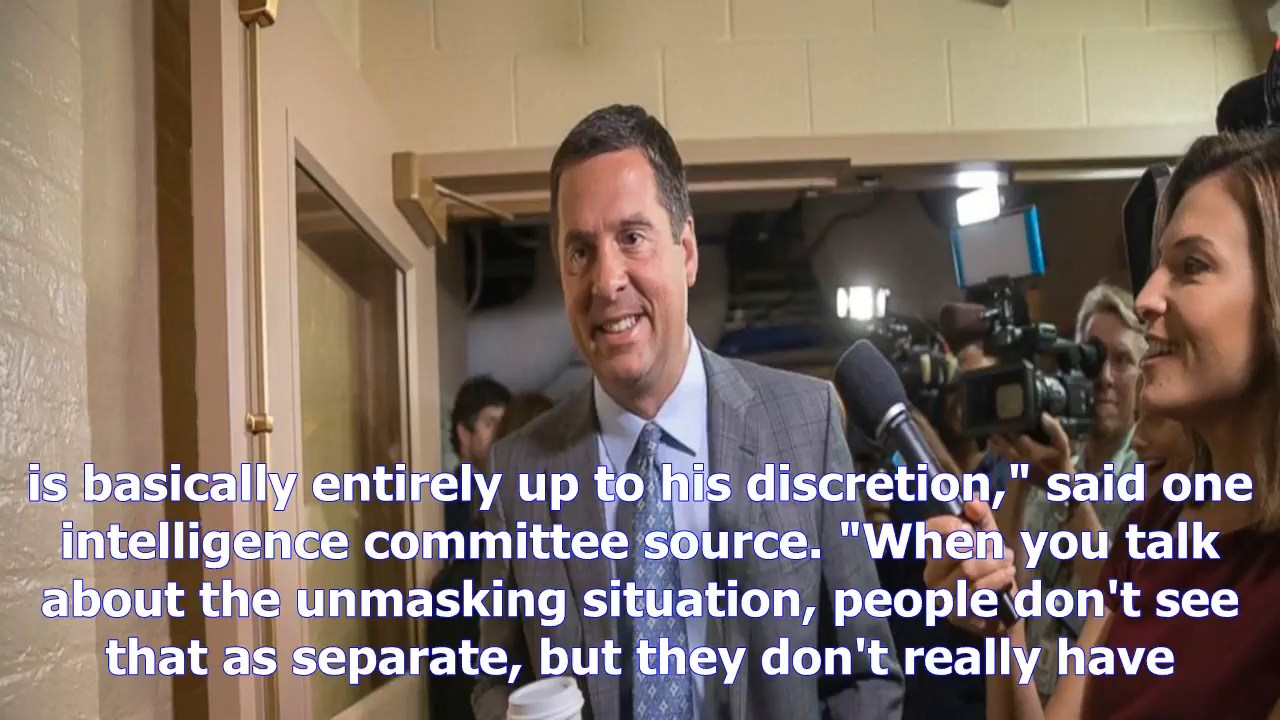 is basically entirely up to his discretion," said one
intelligence committee source. "When you talk
about the unmasking situation, people don't see
that as separate, but they don't really have